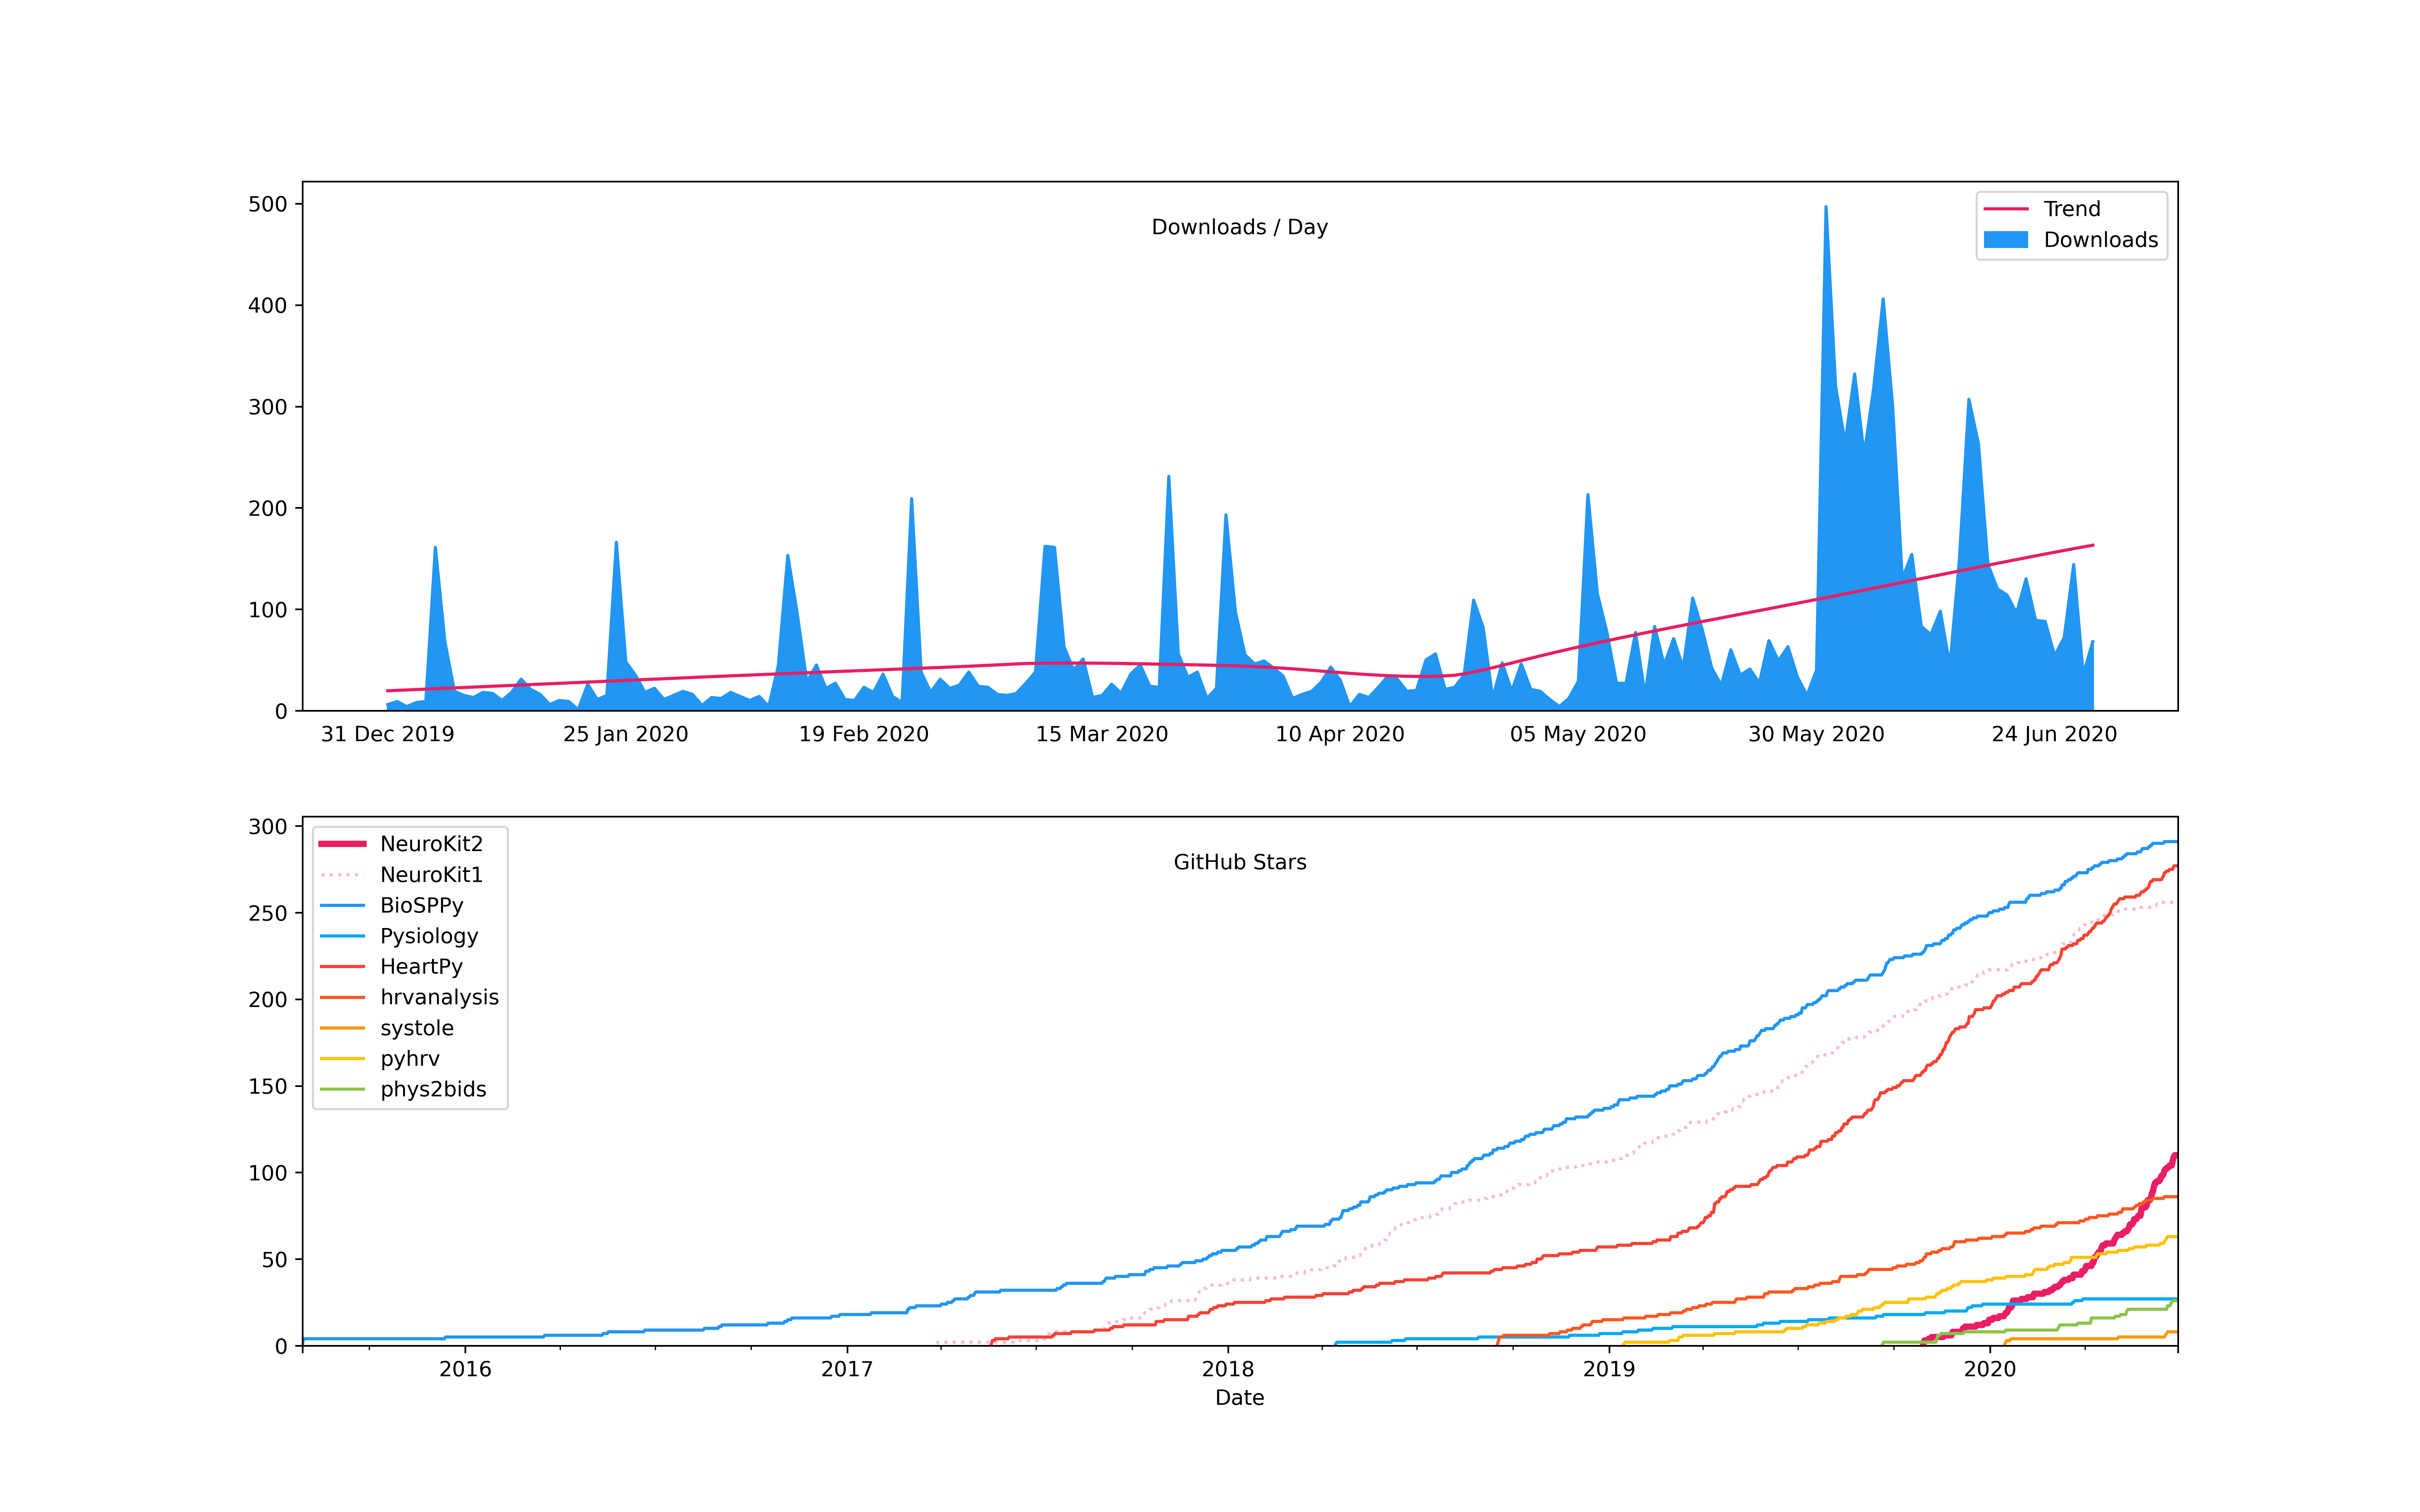 Downloads / Day
Trend
Downloads
500
400
300
200
100
0
31 Dec 2019
25 Jan 2020
19 Feb 2020
15 Mar 2020
10 Apr 2020
05 May 2020
30 May 2020
24 Jun 2020
GitHub Stars
NeuroKit2
NeuroKit1
BioSPPy
Pysiology
HeartPy
hrvanalysis
systole
pyhrv
phys2bids
300
250
200
150
100
50
0
2016
2017
2018
2019
2020
Date